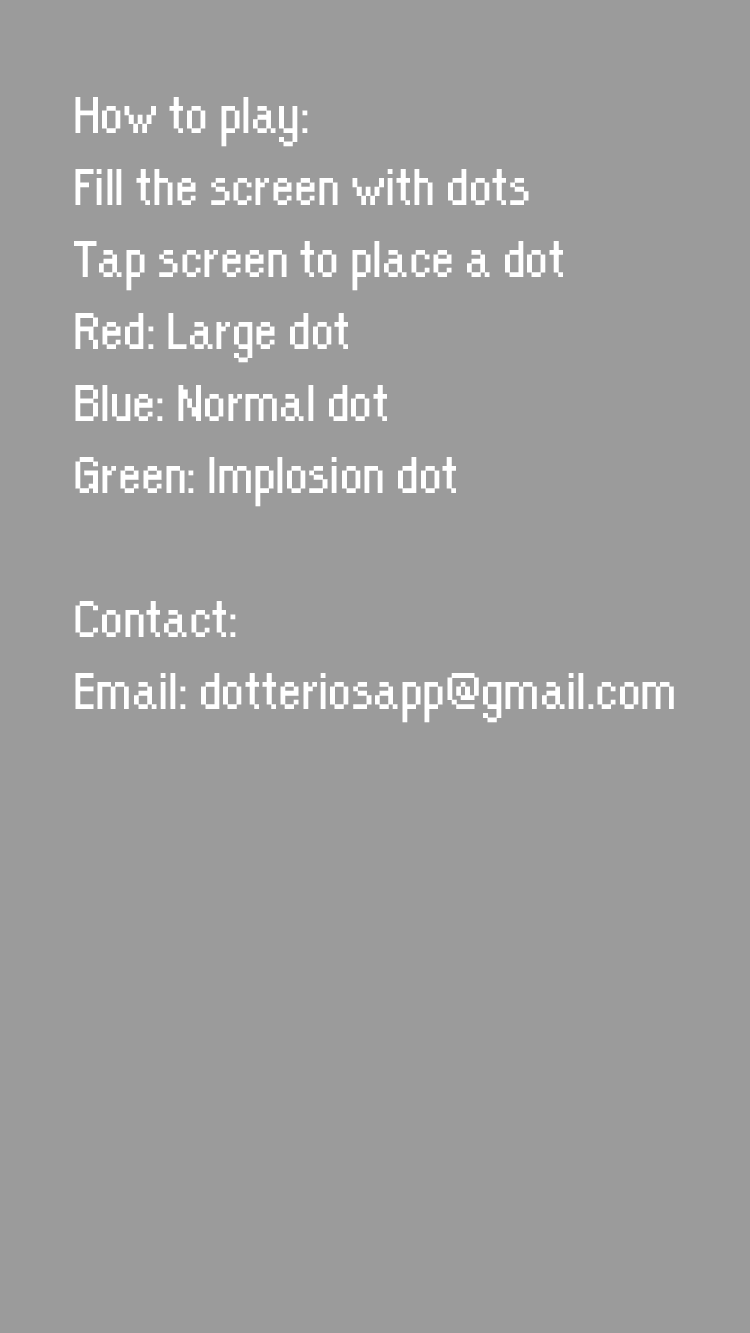 How to play:
Fill the screen with dots
Tap screen to place a dot
Red: Large dot
Blue: Normal dot
Green: Implosion dot
Contact:
Email: dotteriosapp@gmail.com